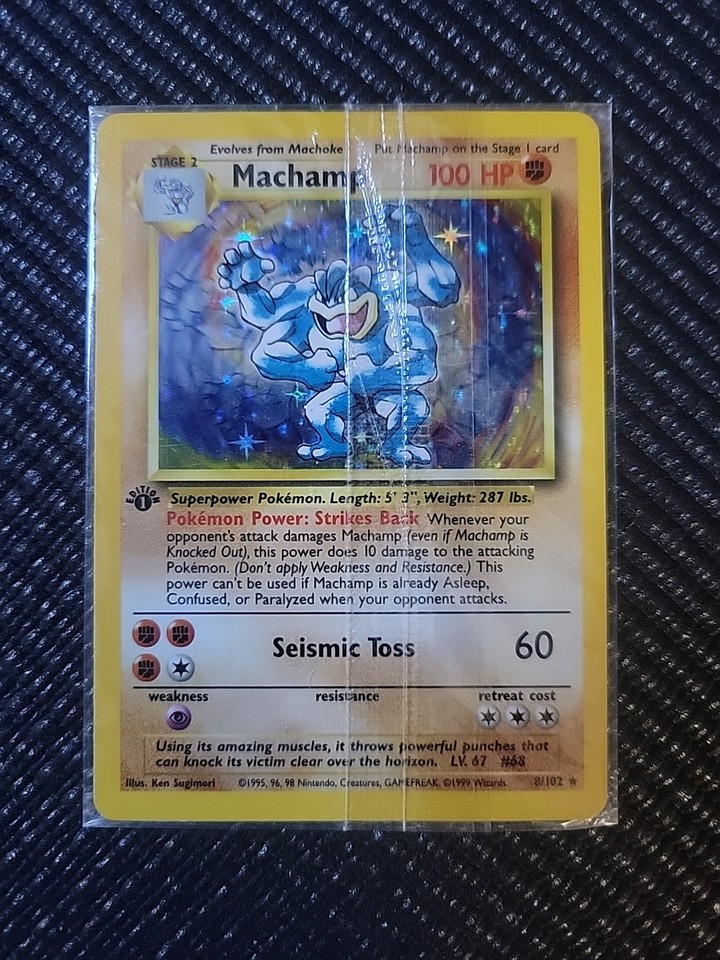 Evolves from Machoke Put Machamp on the Stage 1 card
STAGE 2
Machamp 100 HP
EDITION 1
Superpower Pokémon. Length: 5' 3", Weight: 287 lbs.
Pokémon Power: Strikes Back Whenever your
opponent's attack damages Machamp (even if Machamp is
Knocked Out), this power does 10 damage to the attacking
Pokémon. (Don't apply Weakness and Resistance.) This
power can't be used if Machamp is already Asleep,
Confused, or Paralyzed when your opponent attacks.
Seismic Toss 60
weakness resistance retreat cost
Using its amazing muscles, it throws powerful punches that
can knock its victim clear over the horizon. LV. 67 #68
Illus. Ken Sugimori ©1995, 96, 98 Nintendo, Creatures, GAMEFREAK. ©1999 Wizards. 8/102 ★